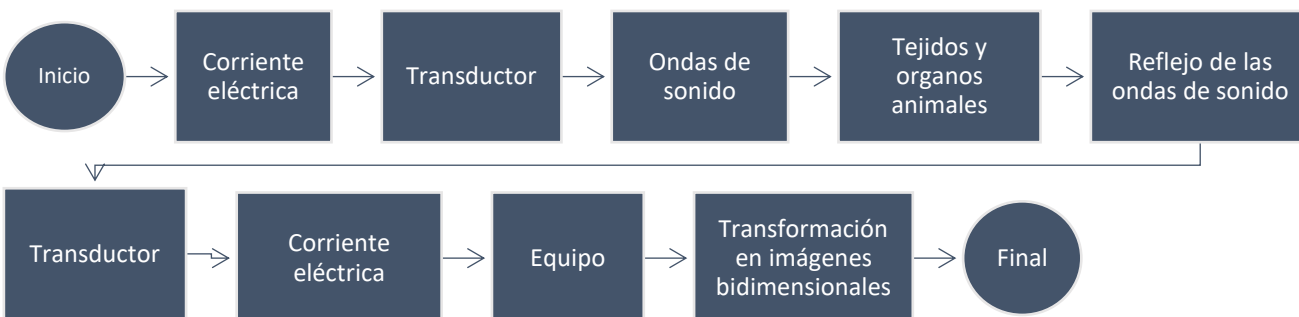 Inicio
Corriente
eléctrica
Transductor
Ondas de
sonido
Tejidos y
organos
animales
Reflejo de las
ondas de sonido
Transductor
Corriente
eléctrica
Equipo
Transformación
en imágenes
bidimensionales
Final